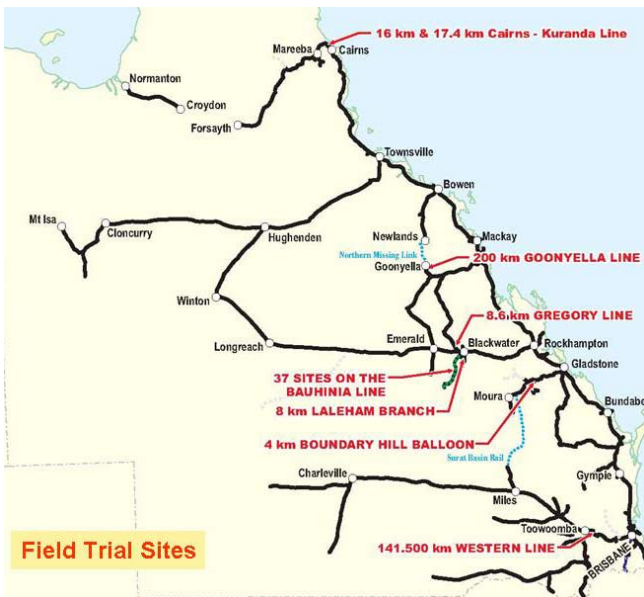 16 km & 17.4 km Cairns - Kuranda Line
Mareeba
Cairns
Normanton
Croydon
Forsayth
Townsville
Bowen
Mt Isa
Cloncurry
Hughenden
Newlands
Mackay
Northern Missing Link
Goonyella
200 km GOONYELLA LINE
Winton
8.6 km GREGORY LINE
Longreach
Emerald
Blackwater
Rockhampton
Gladstone
37 SITES ON THE
BAUHINIA LINE
8 km LALEHAM BRANCH
Moura
Bundabo
4 km BOUNDARY HILL BALLOON
Surat Basin Rail
Charleville
Gympie
Miles
Toowoomba
Field Trial Sites
141.500 km WESTERN LINE
BRISBANE